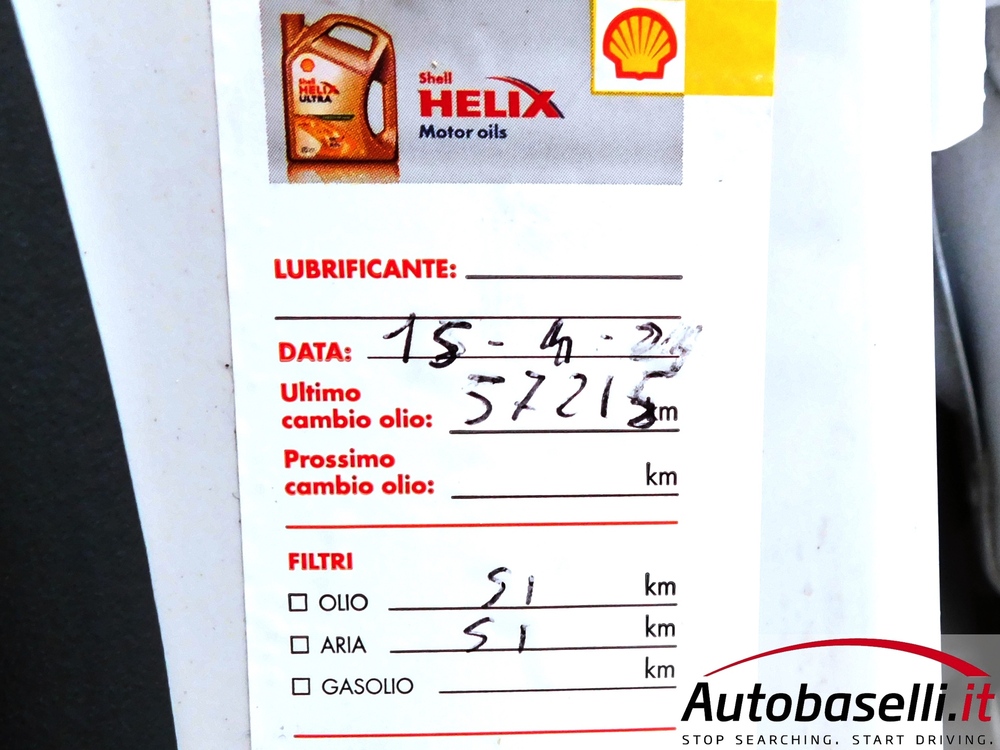 Shell
HELIX
ULTRA
Shell
HELIX
Motor oils
LUBRIFICANTE:
DATA: 15 - 4 -
Ultimo
cambio olio: 57215 km
Prossimo
cambio olio: km
FILTRI
OLIO SI km
ARIA SI km
GASOLIO km
Autobaselli.it
STOP SEARCHING. START DRIVING.